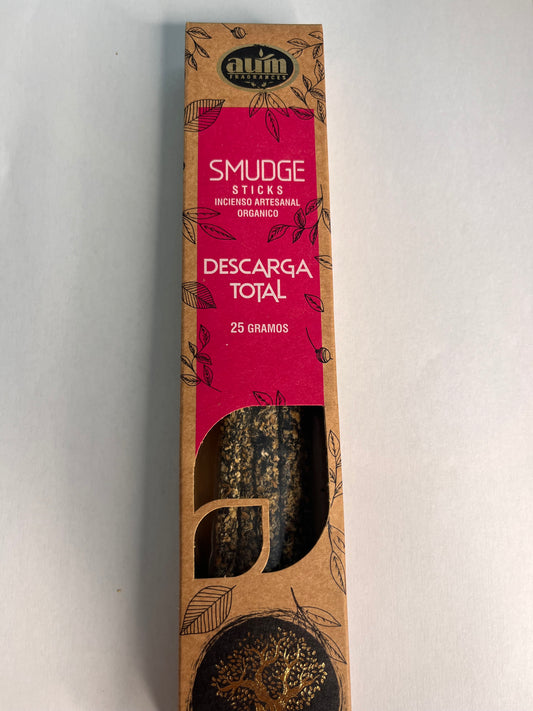 aum
FRAGRANCES
SMUDGE
STICKS
INCIENSO ARTESANAL
ORGANICO
DESCARGA
TOTAL
25 GRAMOS